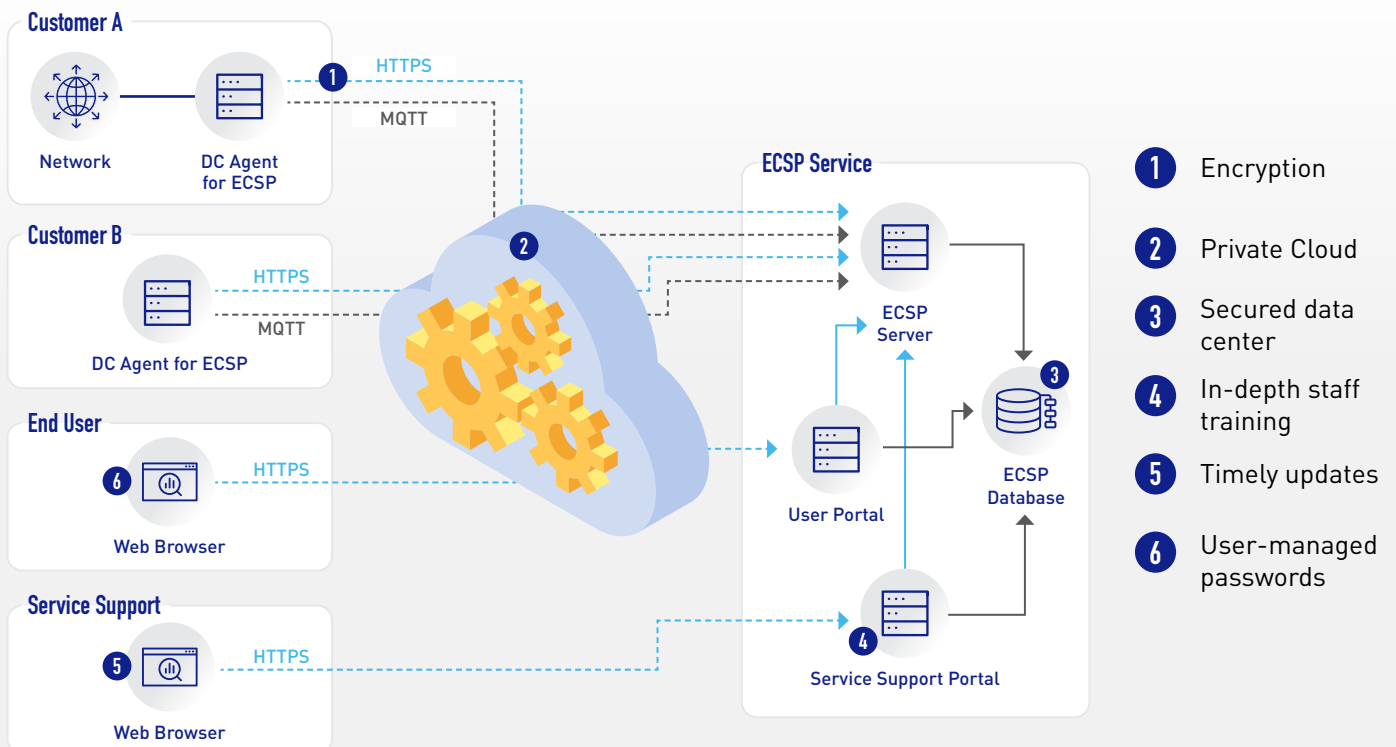 Customer A
1
HTTPS
MQTT
Network
DC Agent
for ECSP
Customer B
HTTPS
MQTT
DC Agent for ECSP
End User
6
HTTPS
Web Browser
Service Support
5
HTTPS
Web Browser
2
ECSP Service
ECSP
Server
3
ECSP
Database
User Portal
4
Service Support Portal
1 Encryption
2 Private Cloud
3 Secured data
center
4 In-depth staff
training
5 Timely updates
6 User-managed
passwords